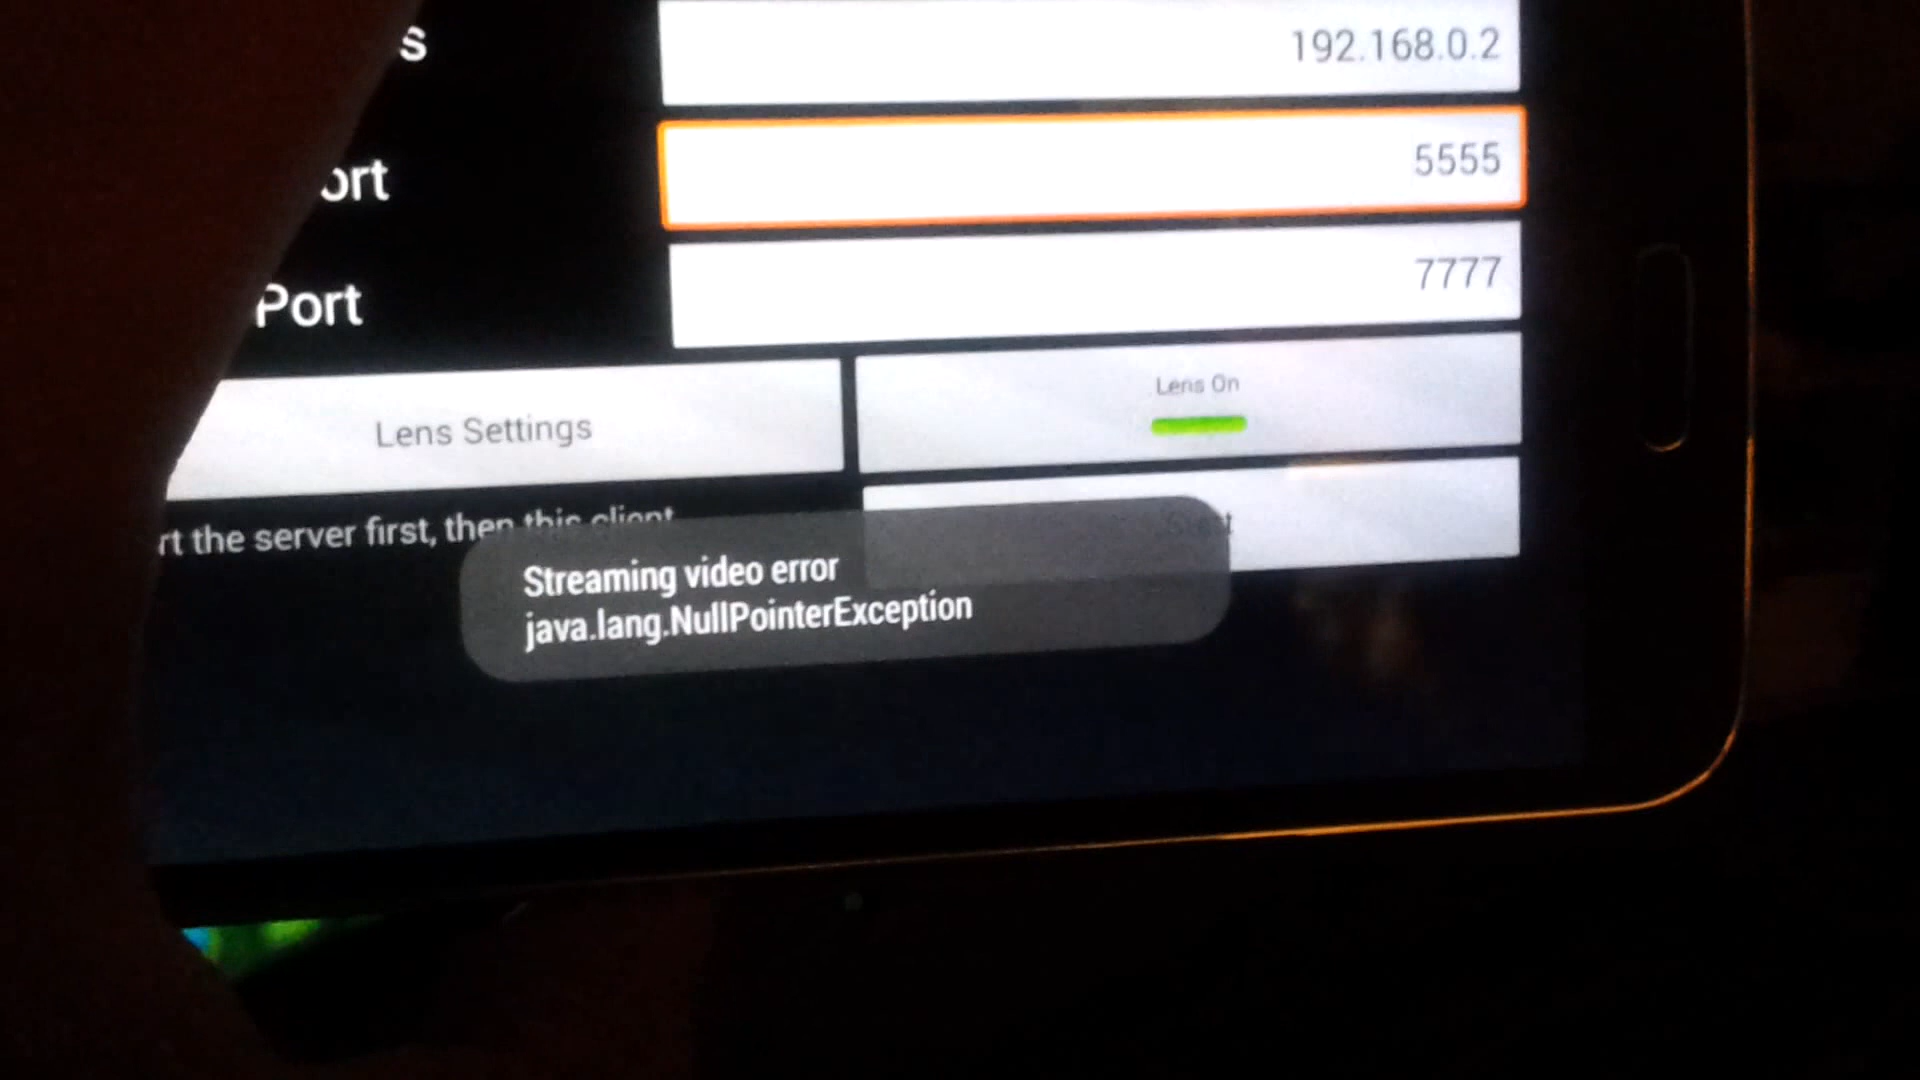 s
192.168.0.2
ort
5555
Port
7777
Lens Settings
Lens On
rt the server first, then this client
Streaming video error
java.lang.NullPointerException